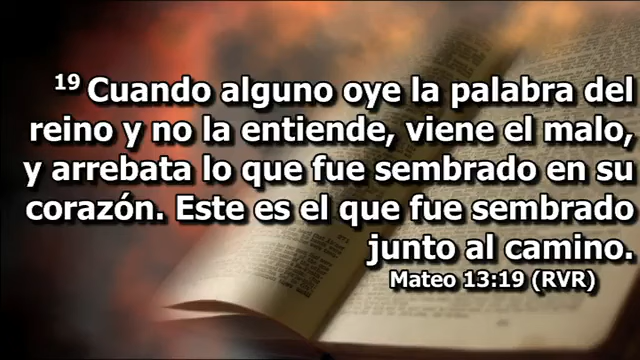 19 Cuando alguno oye la palabra del
reino y no la entiende, viene el malo,
y arrebata lo que fue sembrado en su
corazón. Este es el que fue sembrado
junto al camino.
Mateo 13:19 (RVR)